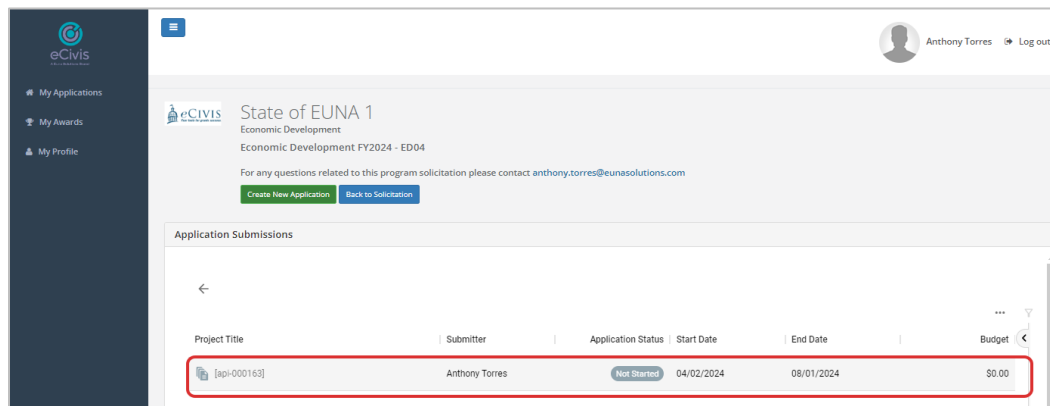 eCivis
Anthony Torres Log out
My Applications
My Awards
My Profile
eCIVIS
State of EUNA 1
Economic Development
Economic Development FY2024 - ED04
For any questions related to this program solicitation please contact anthony.torres@eunasolutions.com
Create New Application Back to Solicitation
Application Submissions
Project Title Submitter Application Status Start Date End Date Budget
[api-000163] Anthony Torres Not Started 04/02/2024 08/01/2024 $0.00